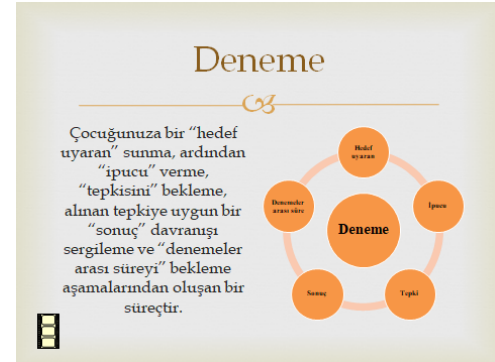 Deneme
Çocuğunuza bir “hedef
uyaran” sunma, ardından
“ipucu” verme,
“tepkisini” bekleme,
alınan tepkiye uygun bir
“sonuç” davranışı
sergileme ve “denemeler
arası süreyi” bekleme
aşamalarından oluşan bir
süreçtir.
Hedef
uyaran
İpucu
Tepki
Sonuç
Denemeler
arası süre
Deneme